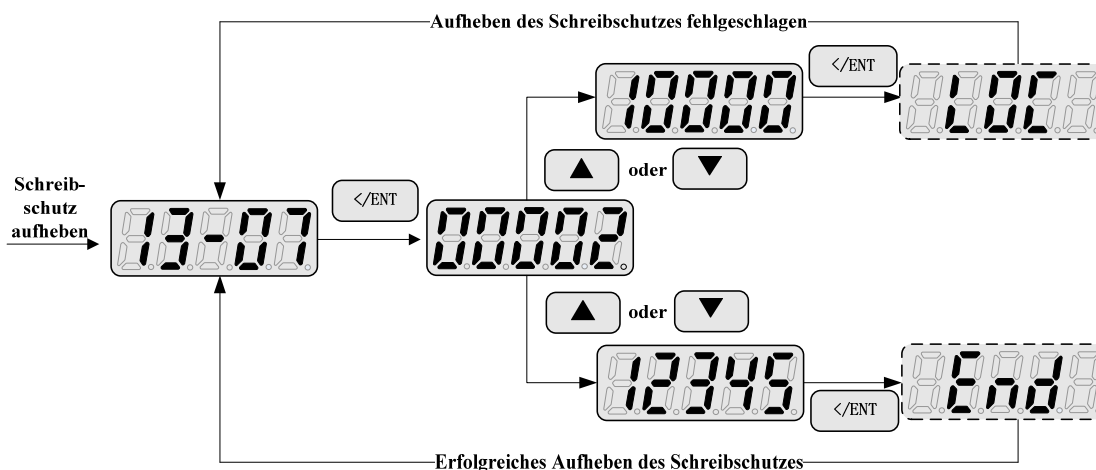 Aufheben des Schreibschutzes fehlgeschlagen
10000
</ENT
LOC
oder
Schreib-
schutz
aufheben
13-07
</ENT
00002
oder
12345
</ENT
End
Erfolgreiches Aufheben des Schreibschutzes